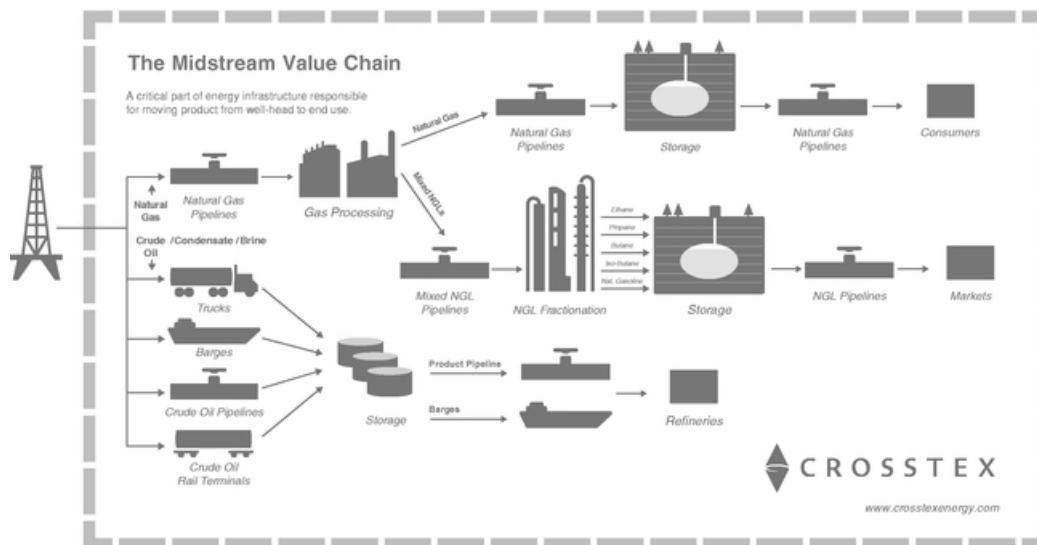 The Midstream Value Chain
A critical part of energy infrastructure responsible
for moving product from well-head to end use.
Natural Gas
Natural Gas
Pipelines
Storage
Natural Gas
Pipelines
Consumers
Natural
Gas
Natural Gas
Pipelines
Gas Processing
Mixed NGLs
Crude / Condensate / Brine
Oil
Trucks
Mixed NGL
Pipelines
NGL Fractionation
Ethane
Propane
Butane
Iso-Butane
Nat. Gasoline
Storage
NGL Pipelines
Markets
Barges
Crude Oil Pipelines
Crude Oil
Rail Terminals
Storage
Product Pipeline
Barges
Refineries
CROSSTEX
www.crosstexenergy.com